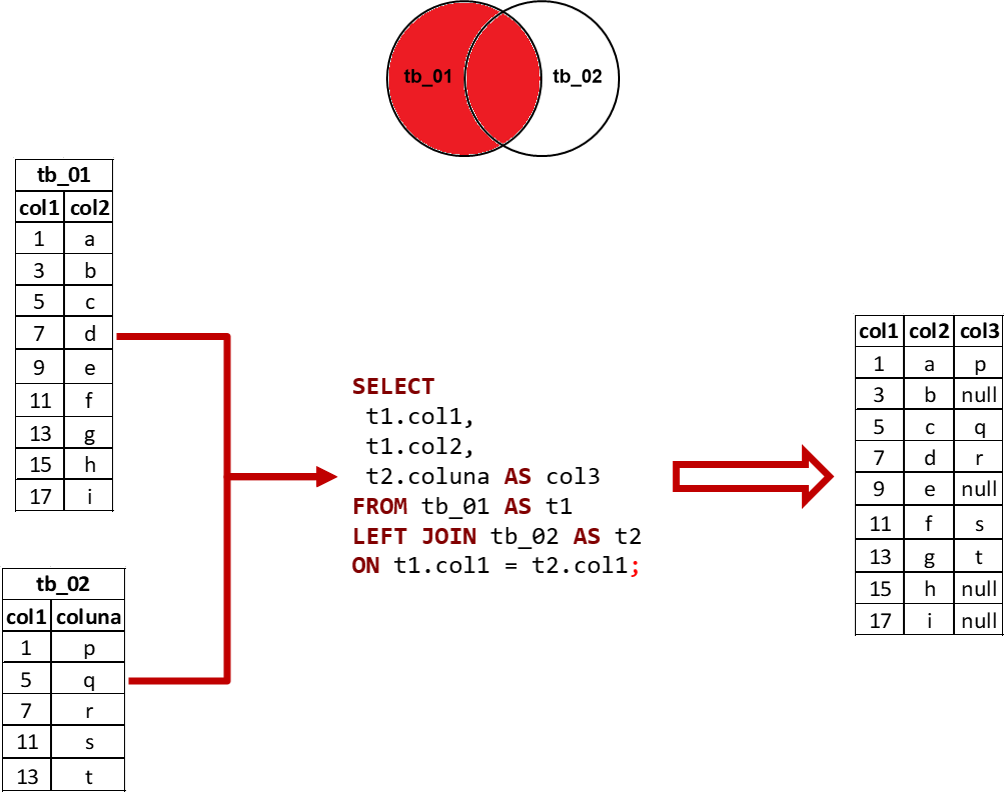 tb_01 tb_02
tb_01
col1 col2
1 a
3 b
5 c
7 d
9 e
11 f
13 g
15 h
17 i
tb_02
col1 coluna
1 p
5 q
7 r
11 s
13 t
SELECT
t1.col1,
t1.col2,
t2.coluna AS col3
FROM tb_01 AS t1
LEFT JOIN tb_02 AS t2
ON t1.col1 = t2.col1;
col1 col2 col3
1 a p
3 b null
5 c q
7 d r
9 e null
11 f s
13 g t
15 h null
17 i null